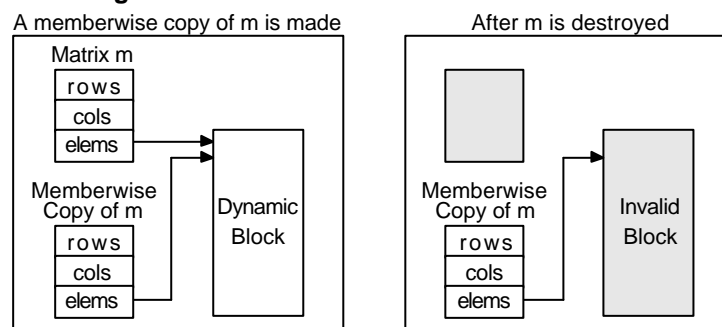 A memberwise copy of m is made
Matrix m
rows
cols
elems
Memberwise
Copy of m
rows
cols
elems
Dynamic
Block
After m is destroyed
Memberwise
Copy of m
rows
cols
elems
Invalid
Block